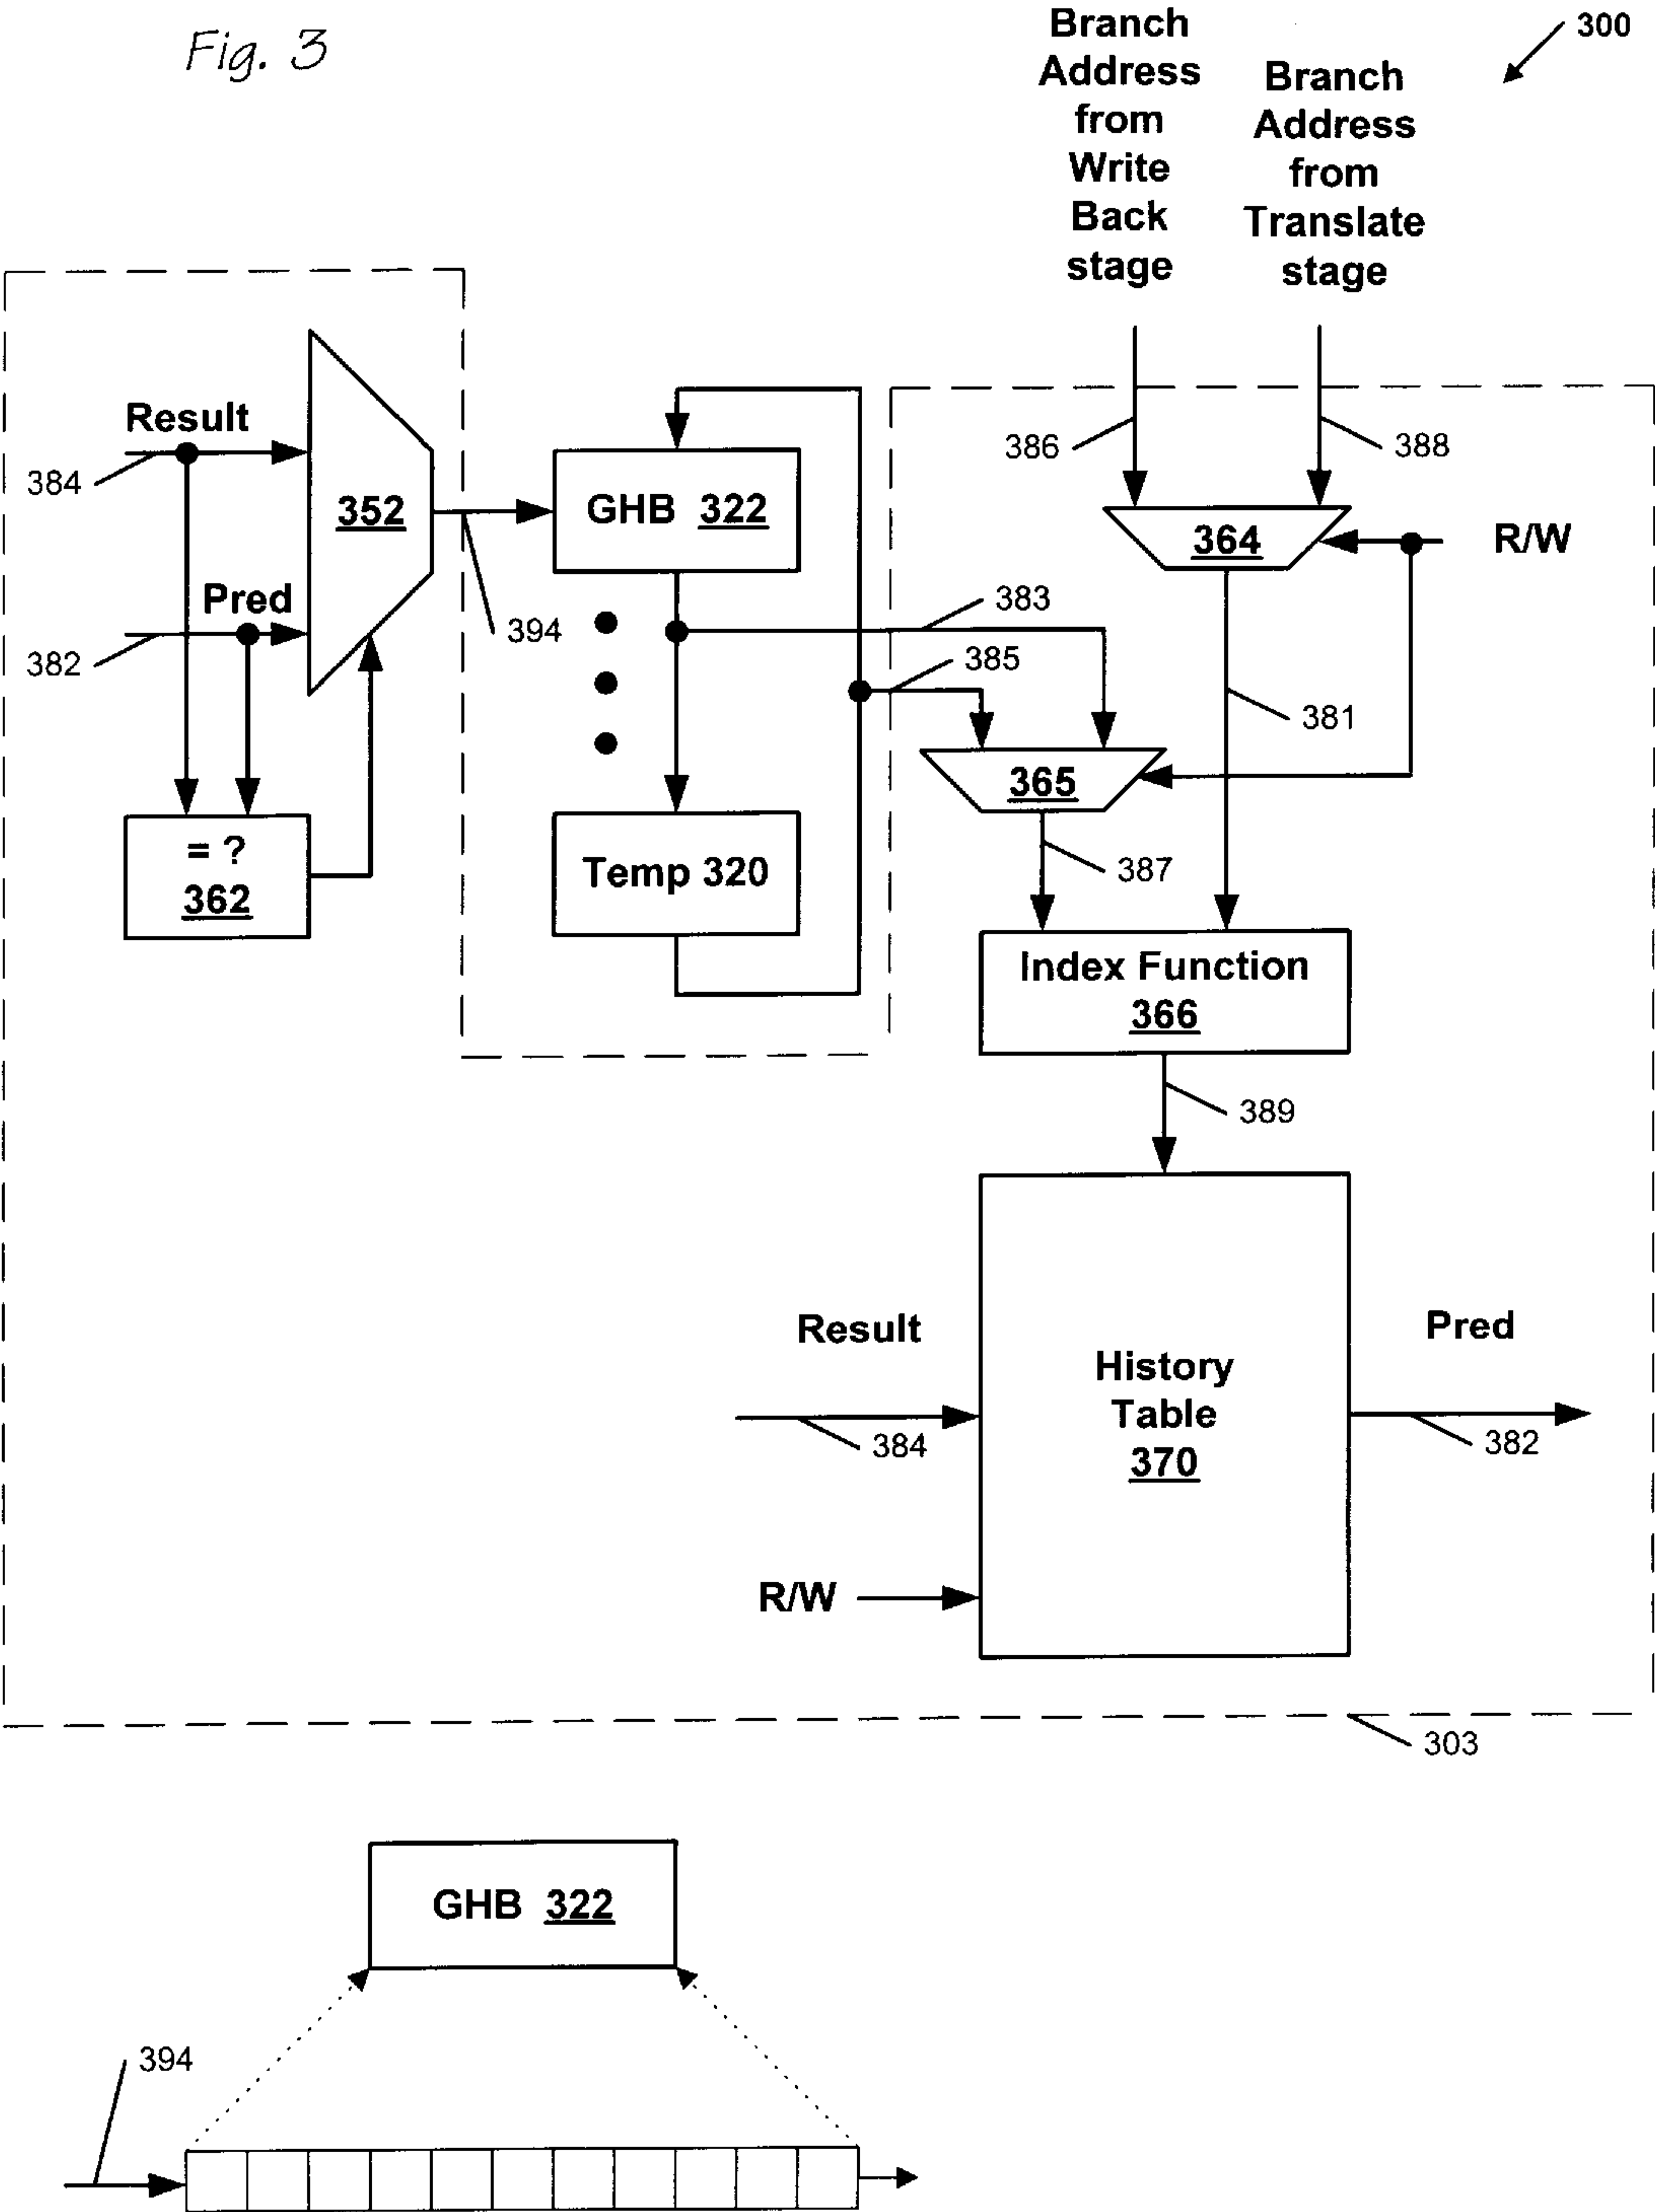 Fig. 3
300
Branch
Address
from
Write
Back
stage
Branch
Address
from
Translate
stage
Result
384
352
Pred
382
= ?
362
394
GHB 322
Temp 320
383
385
386
388
364
R/W
381
365
387
Index Function
366
389
Result
384
History
Table
370
Pred
382
R/W
303
GHB 322
394